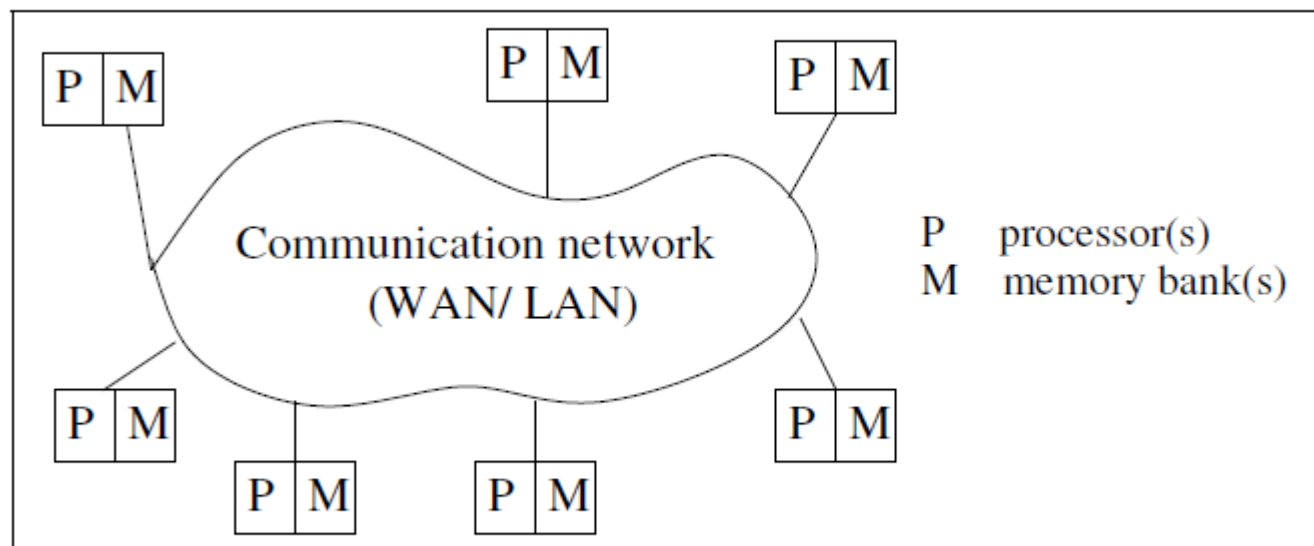 P M
P M
P M
Communication network
(WAN/ LAN)
P processor(s)
M memory bank(s)
P M
P M
P M
P M